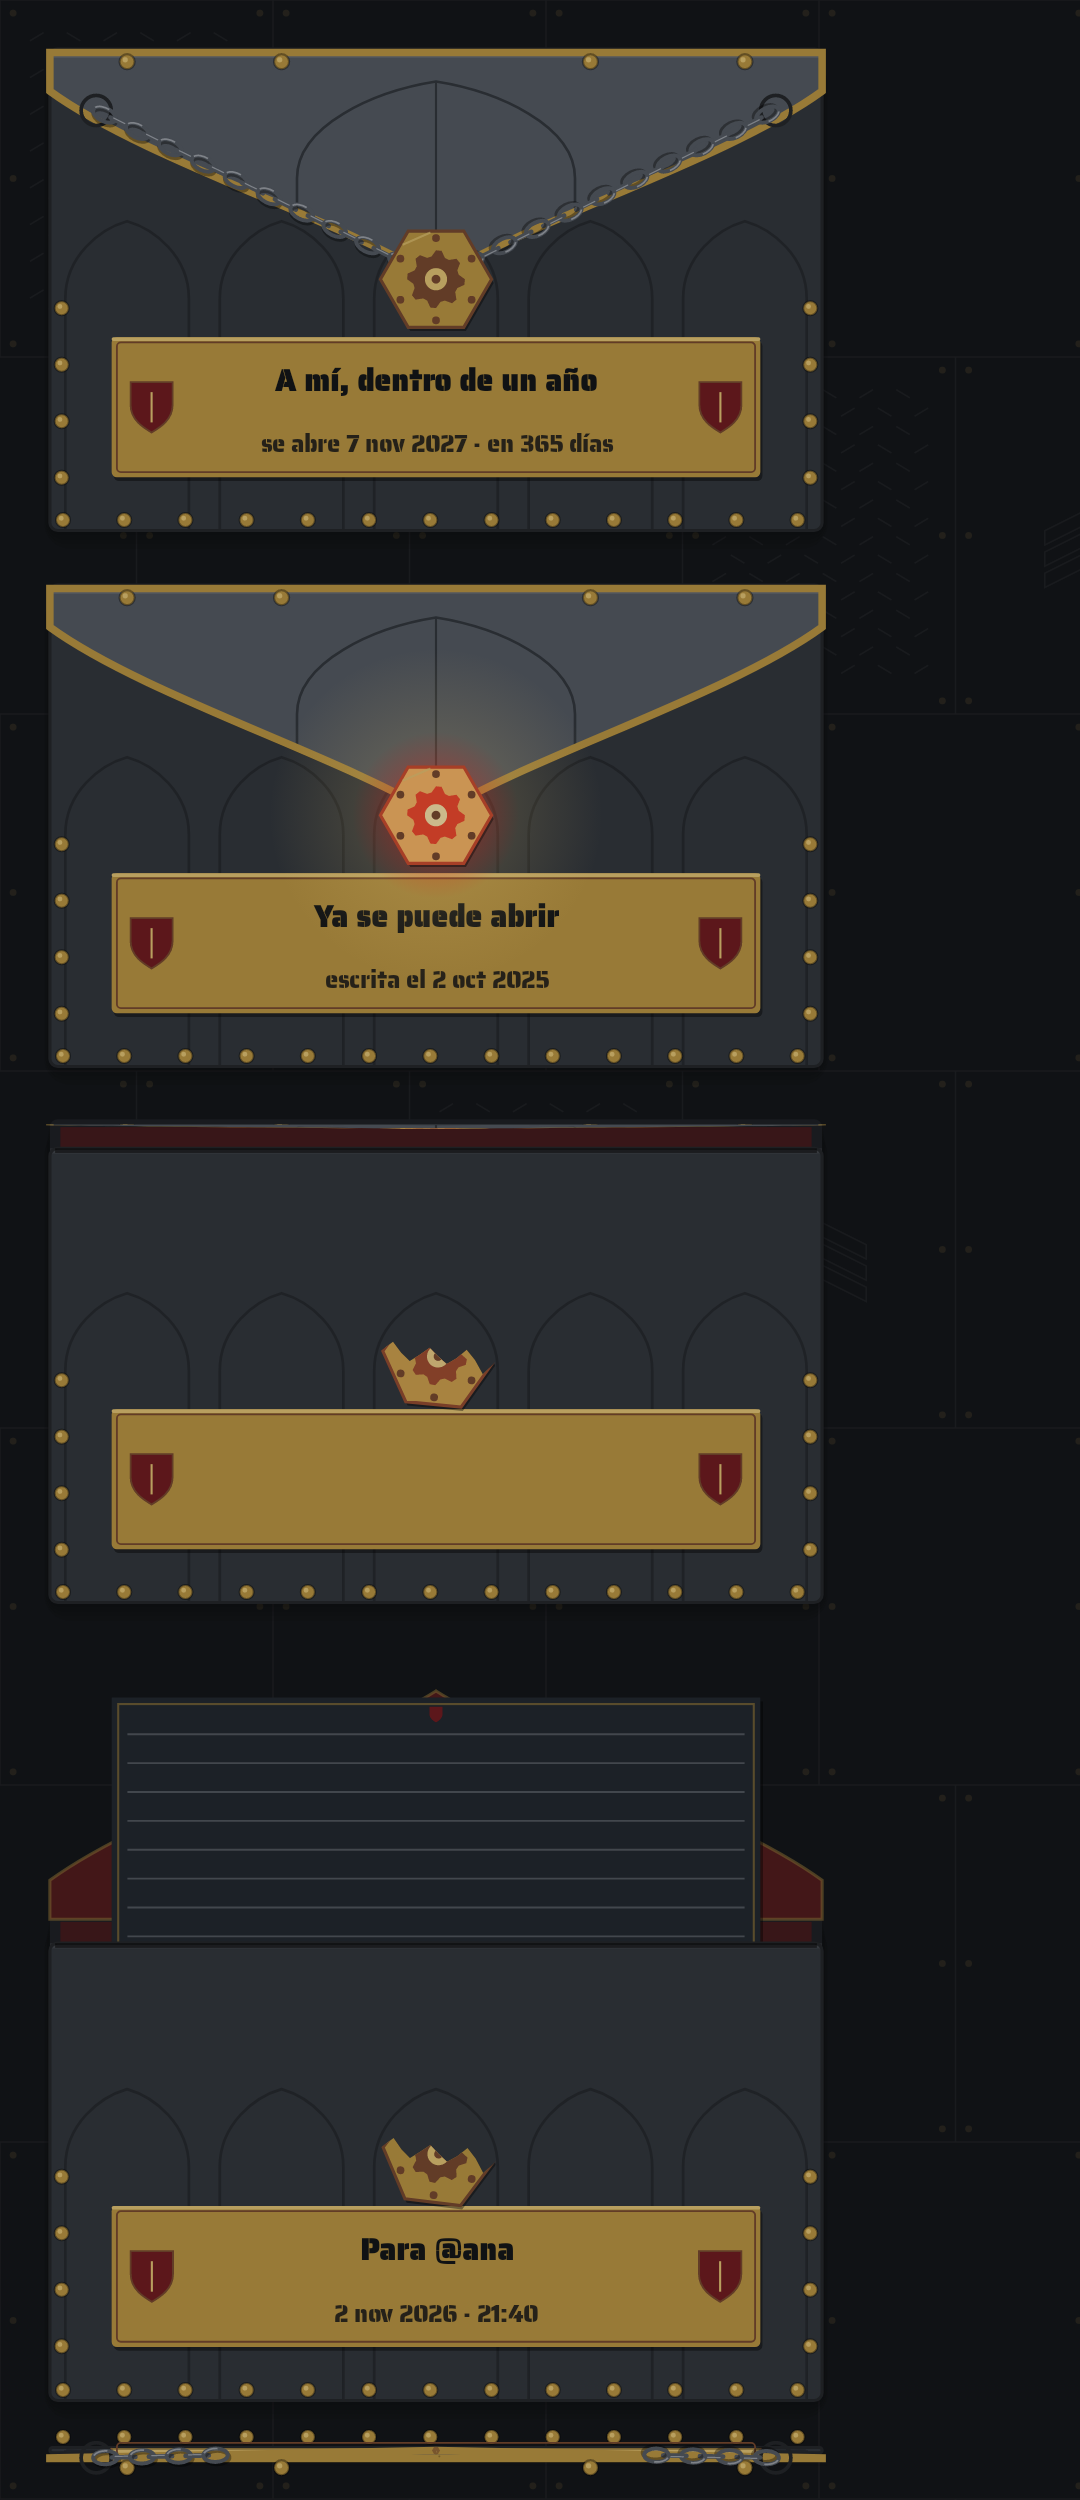 A mí, dentro de un año
se abre 7 nov 2027 · en 365 días
Ya se puede abrir
escrita el 2 oct 2025
Para @ana
2 nov 2026 · 21:40